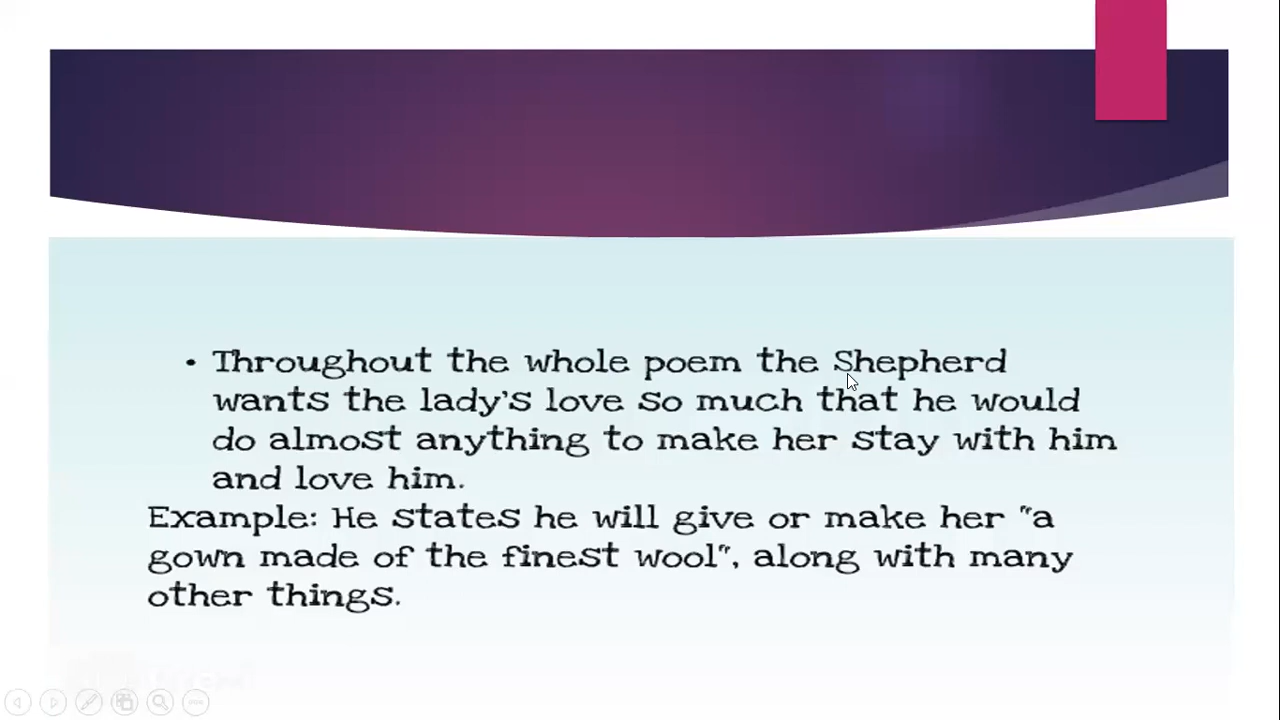 • Throughout the whole poem the Shepherd
wants the lady's love so much that he would
do almost anything to make her stay with him
and love him.
Example: He states he will give or make her "a
gown made of the finest wool", along with many
other things.